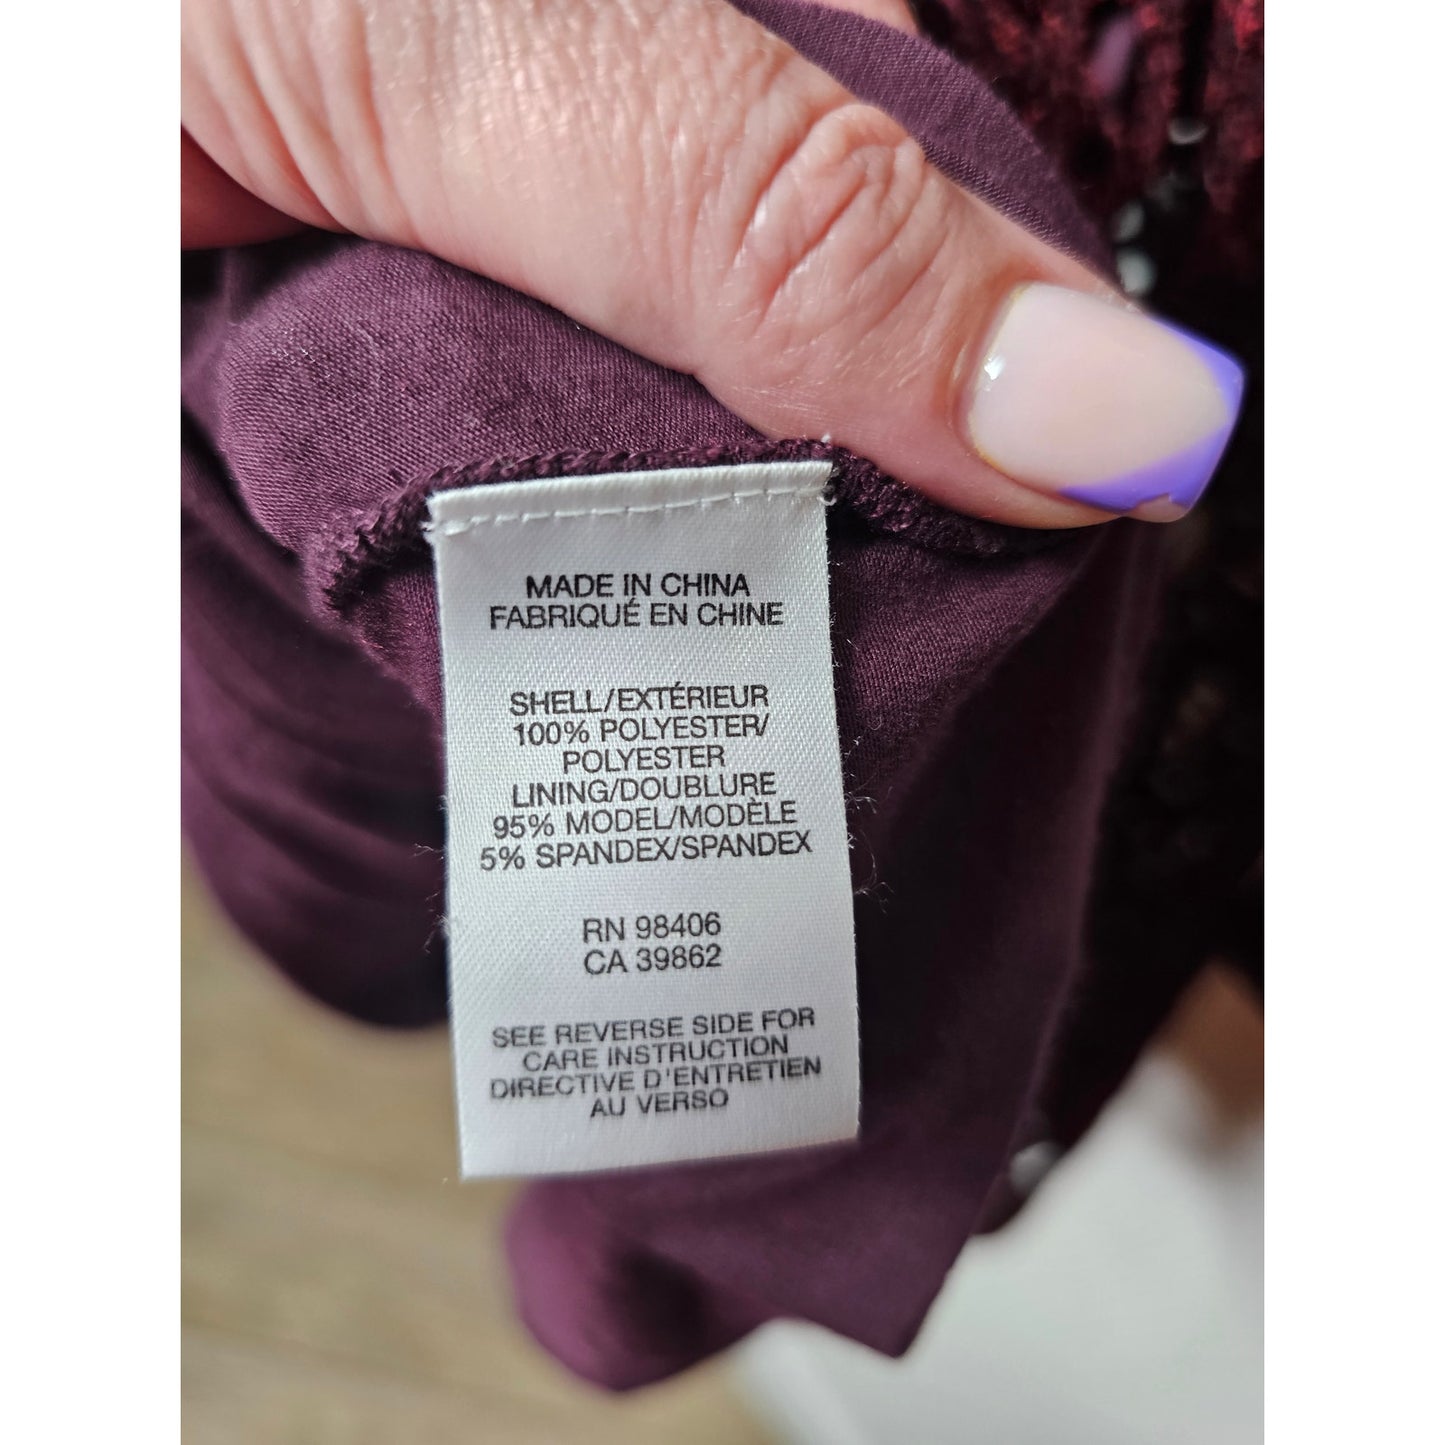 MADE IN CHINA
FABRIQUÉ EN CHINE
SHELL/EXTÉRIEUR
100% POLYESTER/
POLYESTER
LINING/DOUBLURE
95% MODEL/MODÈLE
5% SPANDEX/SPANDEX
RN 98406
CA 39862
SEE REVERSE SIDE FOR
CARE INSTRUCTION
DIRECTIVE D'ENTRETIEN
AU VERSO